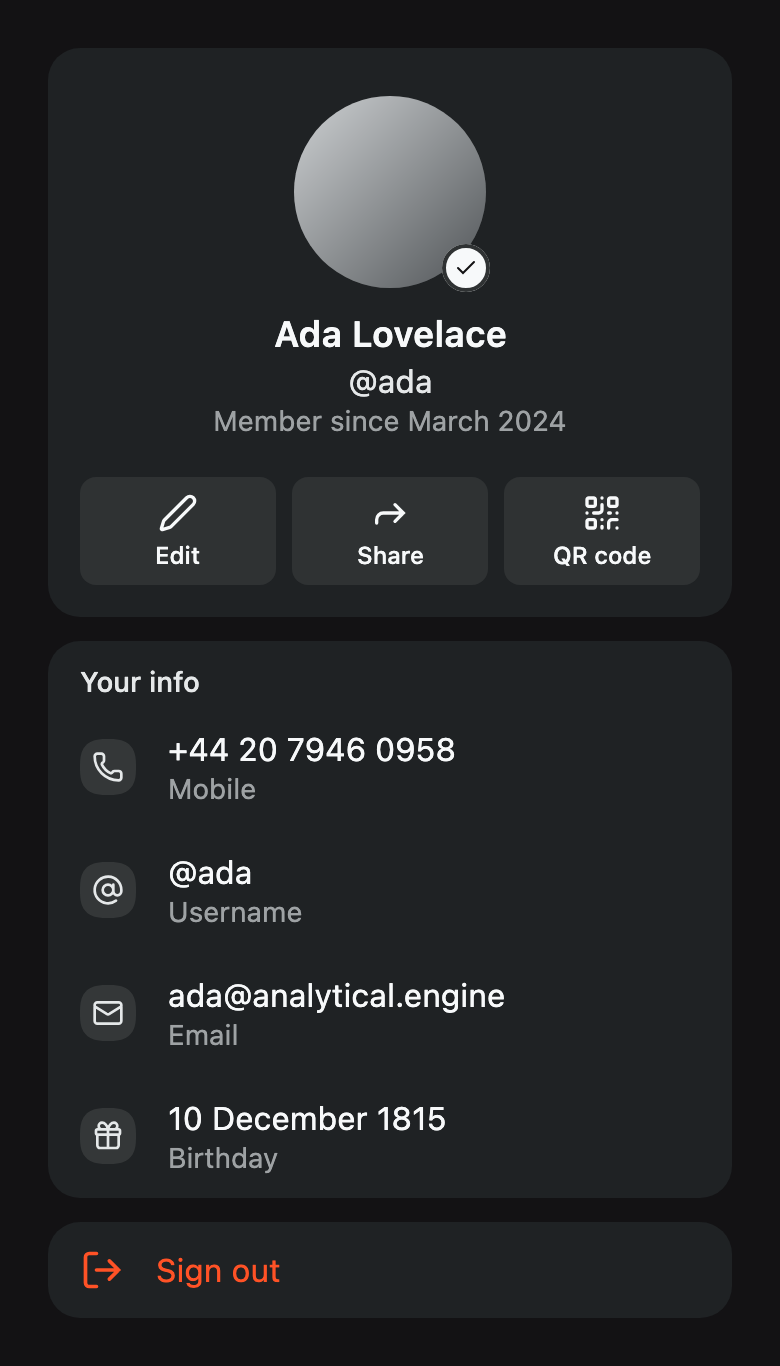 Ada Lovelace
@ada
Member since March 2024
Edit
Share
QR code
Your info
+44 20 7946 0958
Mobile
@ada
Username
ada@analytical.engine
Email
10 December 1815
Birthday
Sign out